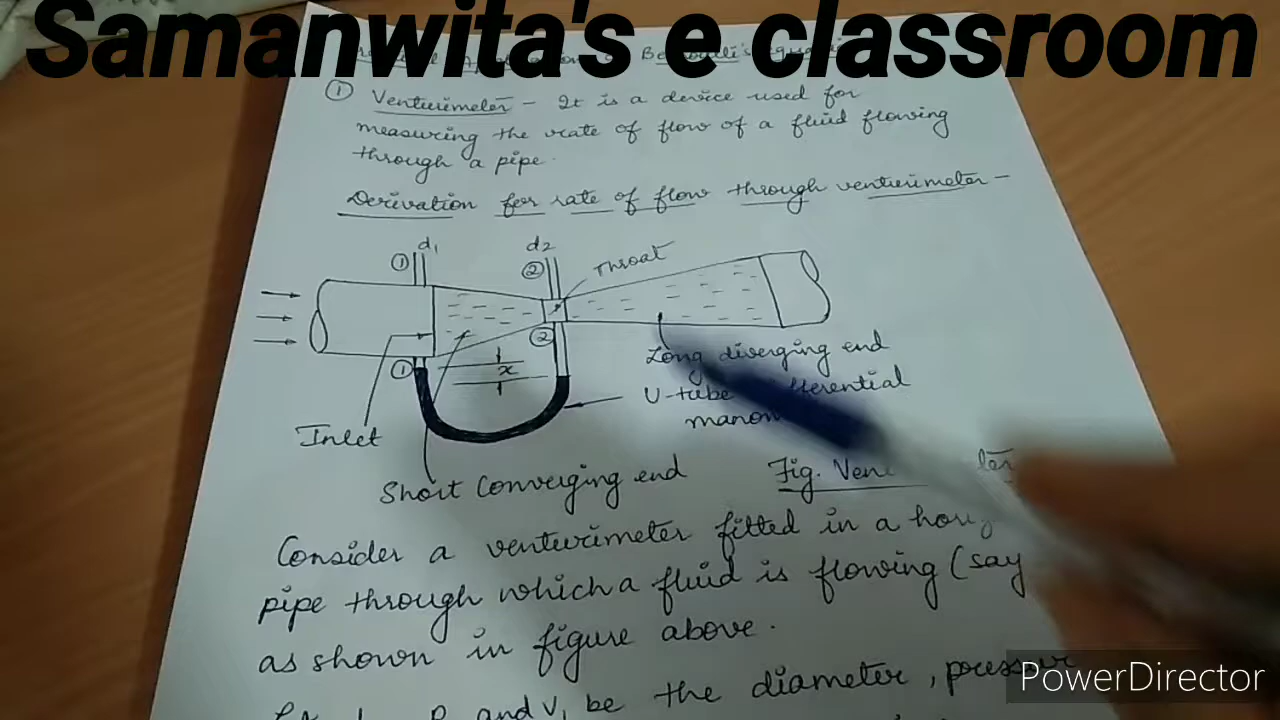 Samanwita's e classroom
① Venturimeter - It is a device used for
measuring the rate of flow of a fluid flowing
through a pipe.
Derivation for rate of flow through venturimeter -
d1
d2
①
②
Throat
②
①
x
Long diverging end
U-tube
Inlet
Short converging end
Fig.
Consider a venturimeter fitted in a
pipe through which a fluid is flowing (say
as shown in figure above.
and V1 be the diameter,
PowerDirector